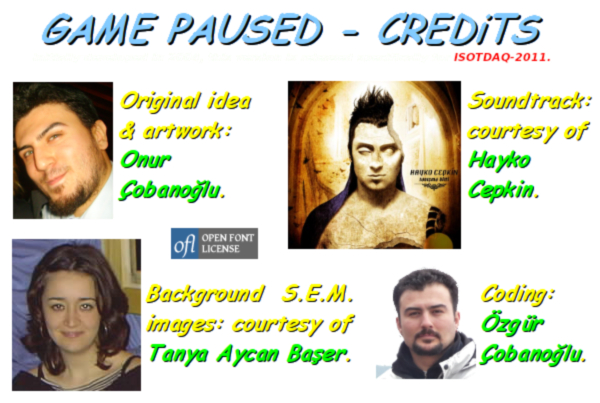 GAME PAUSED - CREDiTS
ISOTDAQ-2011.
Original idea
& artwork:
Onur
Çobanoğlu.
Soundtrack:
courtesy of
Hayko
Cepkin.
HAYKO CEPKIN
ofl OPEN FONT
LICENSE
Background S.E.M.
images: courtesy of
Tanya Aycan Başer.
Coding:
Özgür
Çobanoğlu.